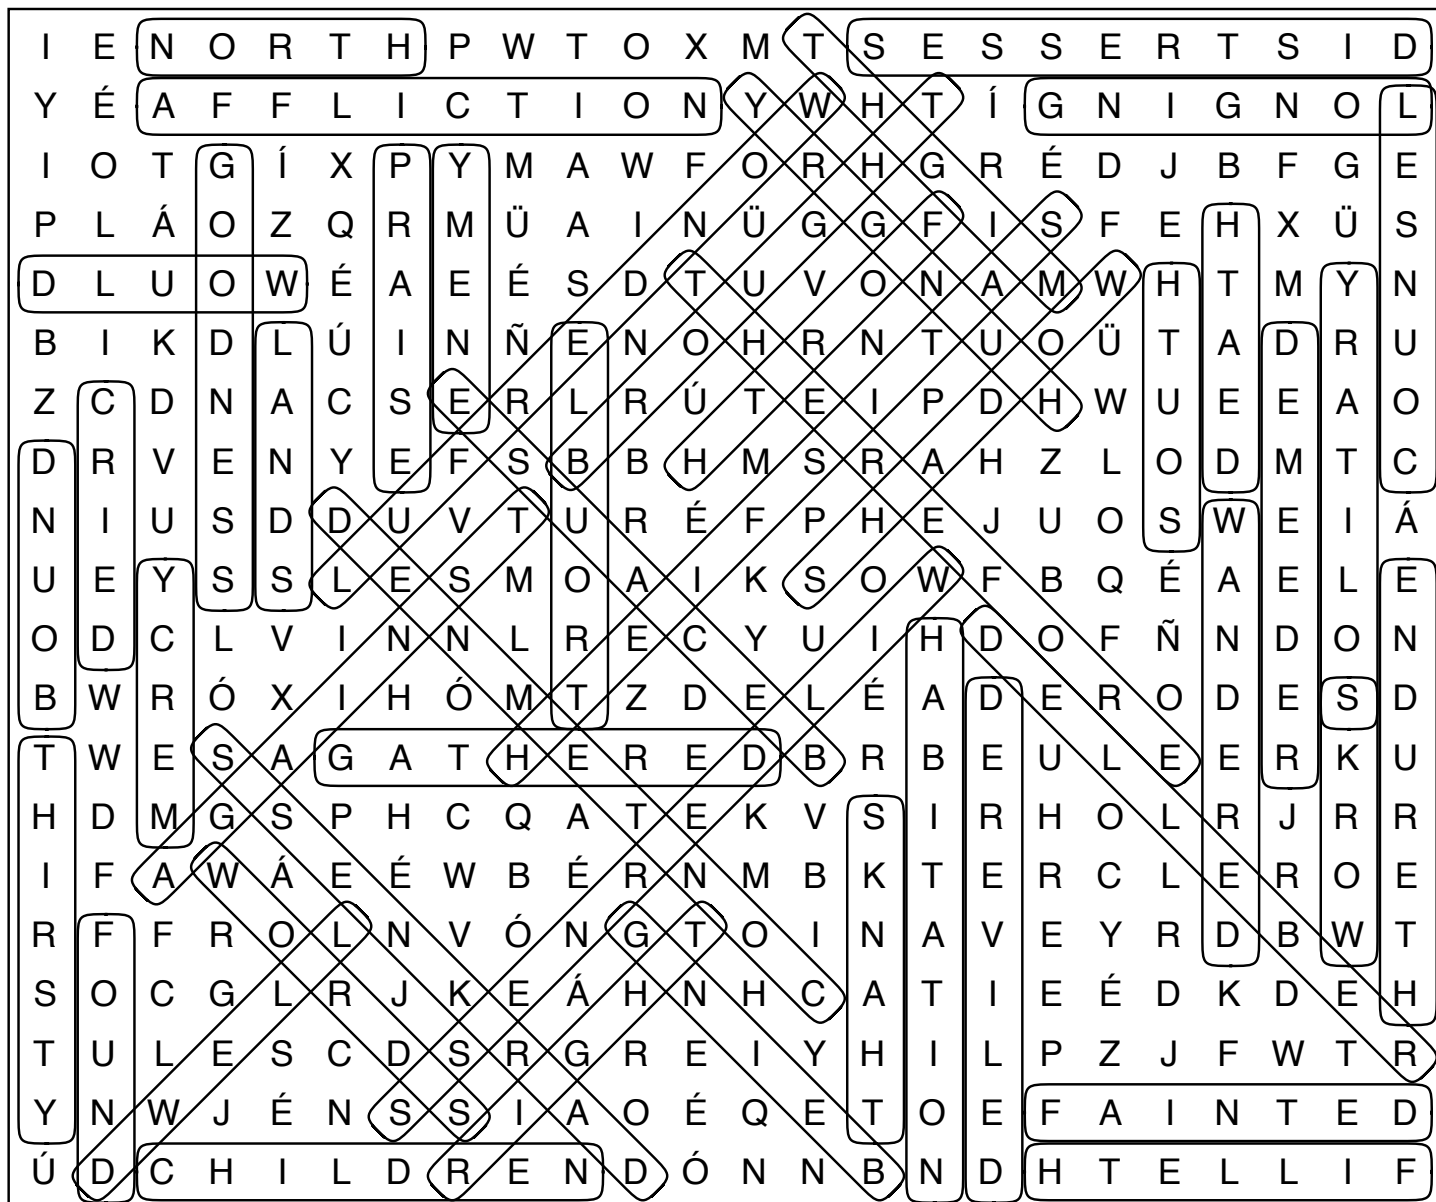 I E N O R T H P W T O X M T S E S S E R T S I D
Y É A F F L I C T I O N Y W H T Í G N I G N O L
I O T G Í X P Y M A W F O R H G R É D J B F G E
P L Á O Z Q R M Ü A I N Ü G G F I S F E H X Ü S
D L U O W É A E É S D T U V O N A M W H T M Y N
B I K D L Ú I N Ñ E N O H R N T U O Ü T A D R U
Z C D N A C S E R L R Ú T E I P D H W U E E A O
D R V E N Y E F S B B H M S R A H Z L O D M T C
N I U S D D U V T U R É F P H E J U O S W E I Á
U E Y S S L E S M O A I K S O W F B Q É A E L E
O D C L V I N N L R E C Y U I H D O F Ñ N D O N
B W R Ó X I H Ó M T Z D E L É A D E R O D E S D
T W E S A G A T H E R E D B R B E U L E E R K U
H D M G S P H C Q A T E K V S I R H O L R J R R
I F A W Á E É W B É R N M B K T E R C L E R O E
R F F R O L N V Ó N G T O I N A V E Y R D B W T
S O C G L R J K E Á H N H C A T I E É D K D E H
T U L E S C D S R G R E I Y H I L P Z J F W T R
Y N W J É N S S I A O É Q E T O E F A I N T E D
Ú D C H I L D R E N D Ó N N B N D H T E L L I F